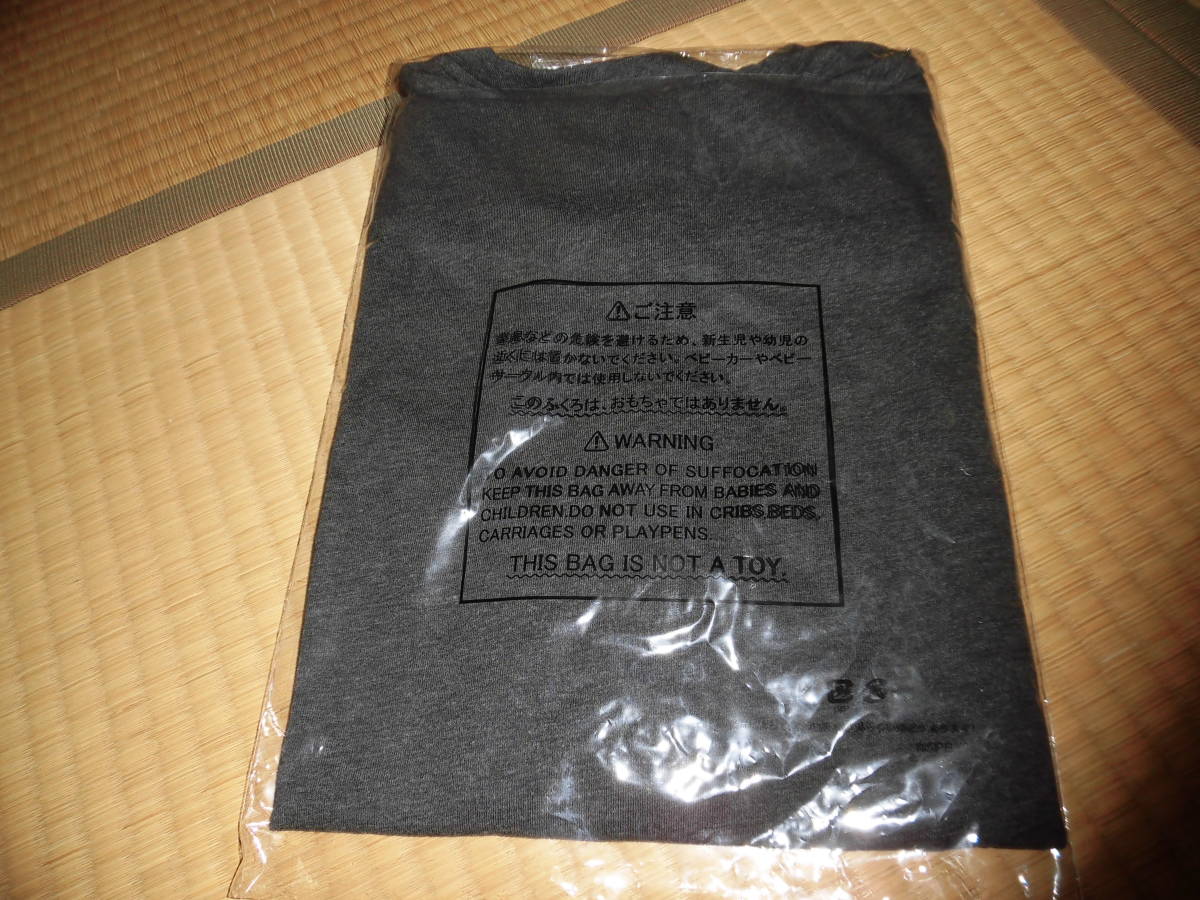 ⚠ご注意
窒息などの危険を避けるため、新生児や幼児の
近くには置かないでください。ベビーカーやベビー
サークル内では使用しないでください。
このふくろは、おもちゃではありません。
⚠ WARNING
TO AVOID DANGER OF SUFFOCATION
KEEP THIS BAG AWAY FROM BABIES AND
CHILDREN.DO NOT USE IN CRIBS,BEDS,
CARRIAGES OR PLAYPENS.
THIS BAG IS NOT A TOY.